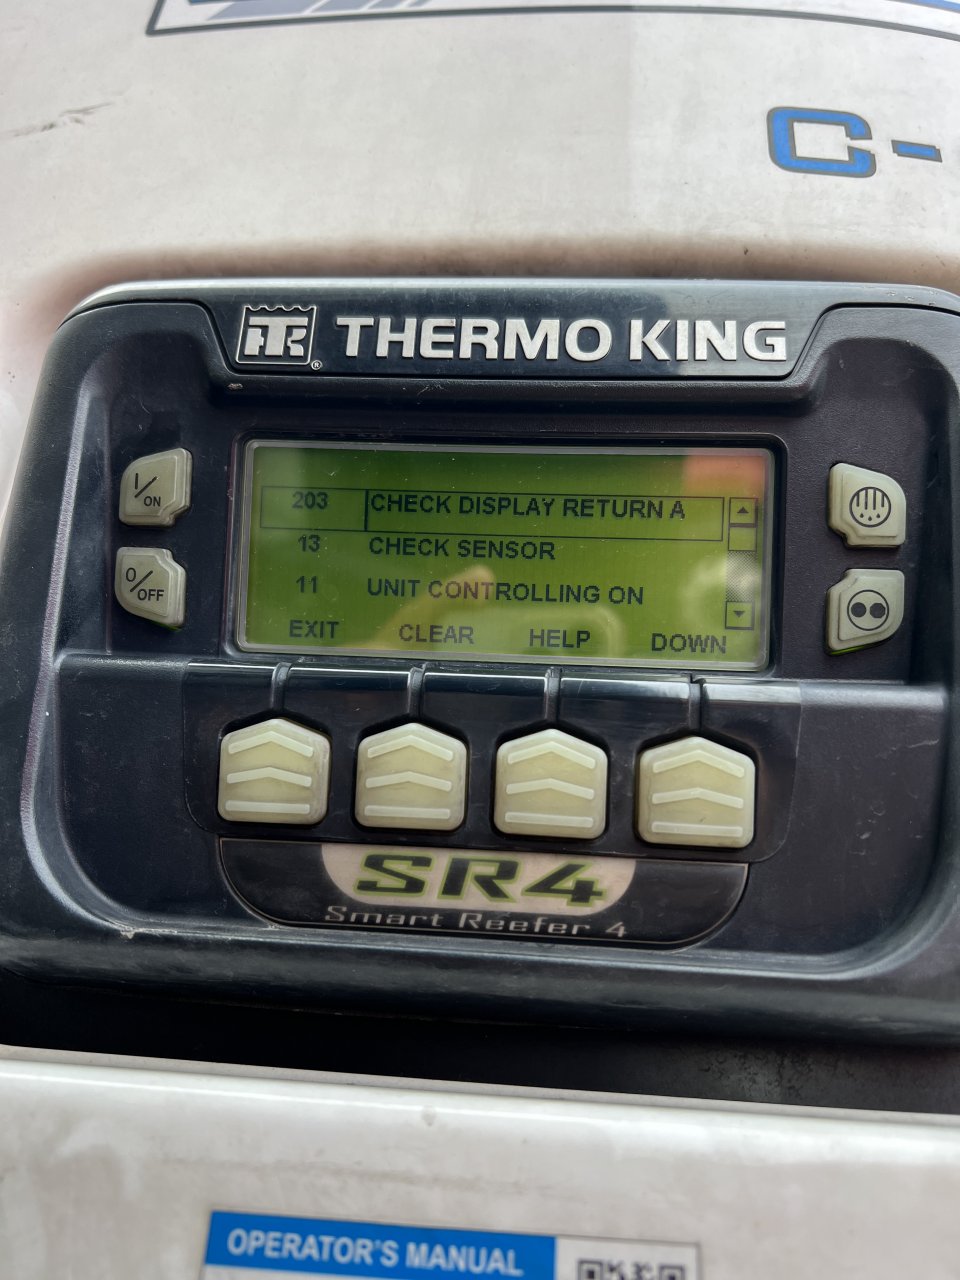 C-
THERMO KING
I/ON
O/OFF
203 CHECK DISPLAY RETURN A
13 CHECK SENSOR
11 UNIT CONTROLLING ON
EXIT CLEAR HELP DOWN
SR4
Smart Reefer 4
OPERATOR'S MANUAL